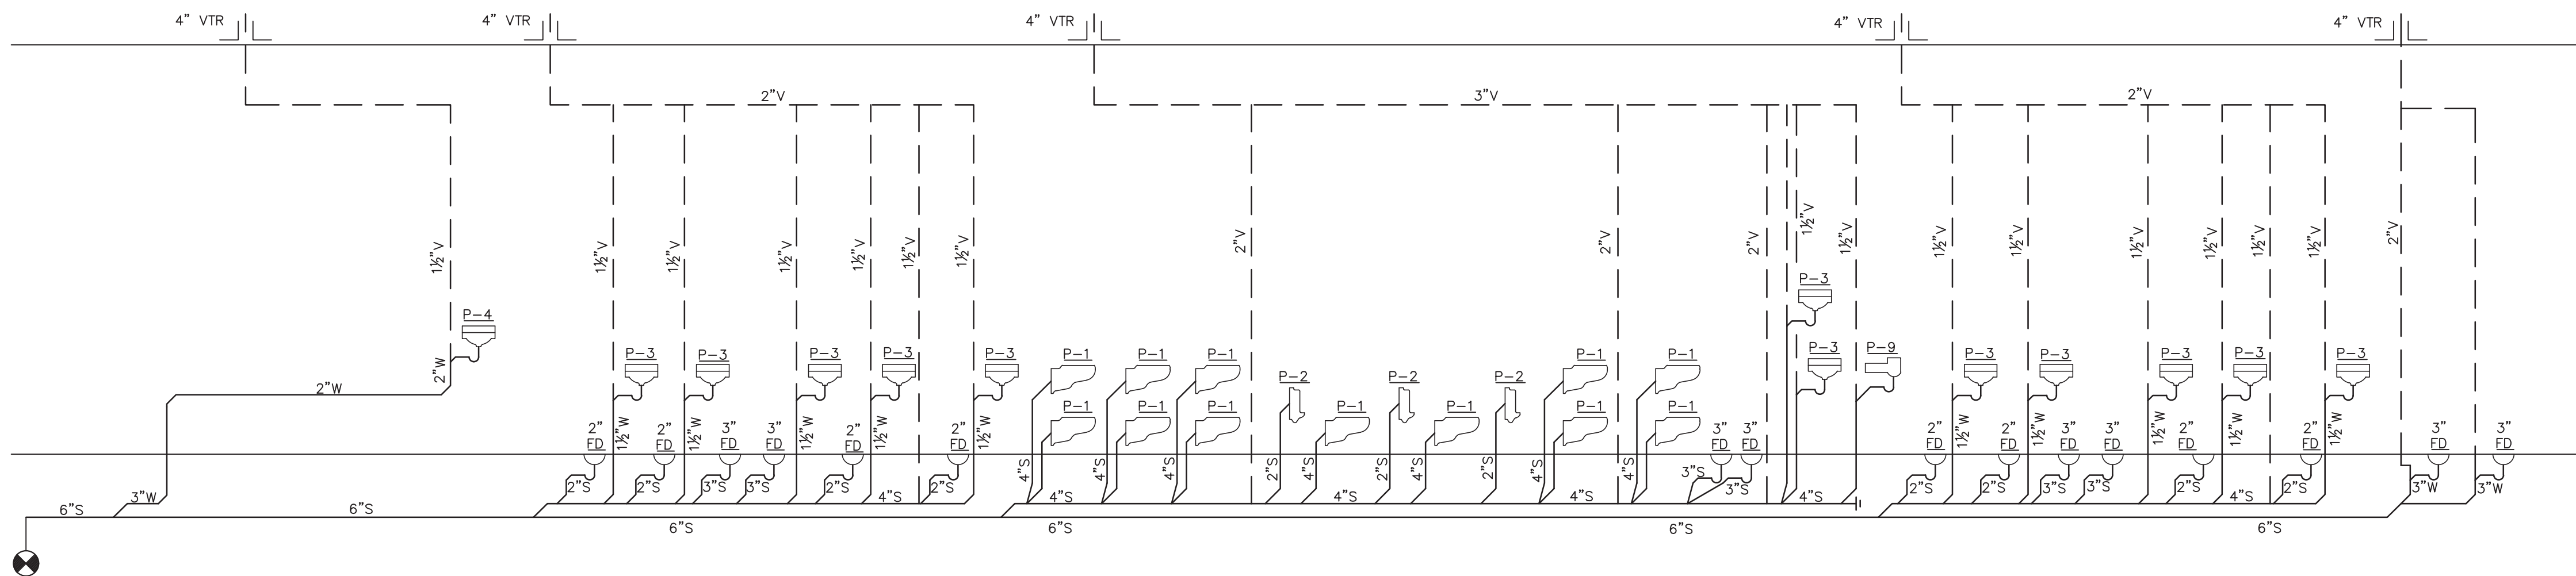 4” VTR
4” VTR
4” VTR
4” VTR
4” VTR
2”V
3”V
2”V
1½”V
1½”V
1½”V
1½”V
1½”V
1½”V
1½”V
2”V
2”V
2”V
1½”V
1½”V
1½”V
1½”V
1½”V
1½”V
1½”V
1½”V
2”V
P-4
P-3
P-3
P-3
P-3
P-3
P-1
P-1
P-1
P-2
P-2
P-2
P-1
P-1
P-3
P-3
P-9
P-3
P-3
P-3
P-3
P-3
2”W
2”W
P-1
P-1
P-1
P-1
P-1
P-1
P-1
2”
FD
1½”W
2”
FD
1½”W
3”
FD
3”
FD
1½”W
2”
FD
1½”W
2”
FD
1½”W
4”S
4”S
4”S
2”S
4”S
2”S
4”S
2”S
4”S
4”S
3”
FD
3”
FD
2”
FD
1½”W
2”
FD
1½”W
3”
FD
3”
FD
1½”W
2”
FD
1½”W
2”
FD
1½”W
3”
FD
3”
FD
3”W
2”S
2”S
3”S
3”S
2”S
4”S
2”S
4”S
4”S
4”S
3”S
3”S
4”S
2”S
2”S
3”S
3”S
2”S
4”S
2”S
3”W
3”W
6”S
6”S
6”S
6”S
6”S
6”S